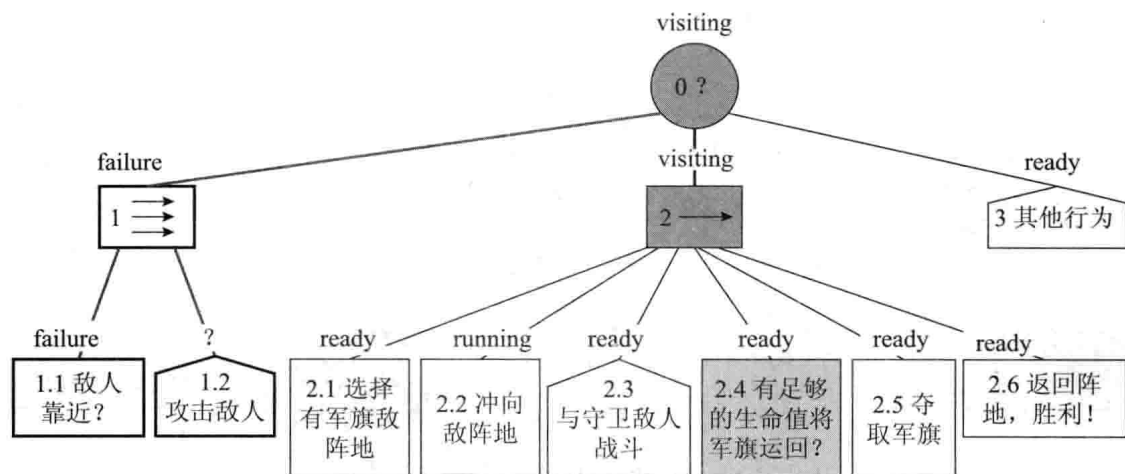 visiting
0 ?
failure
visiting
ready
1
2
3 其他行为
failure
?
ready
running
ready
ready
ready
ready
1.1 敌人
靠近？
1.2
攻击敌人
2.1 选择
有军旗敌
阵地
2.2 冲向
敌阵地
2.3
与守卫敌人
战斗
2.4 有足够
的生命值将
军旗运回？
2.5 夺
取军旗
2.6 返回阵
地，胜利！